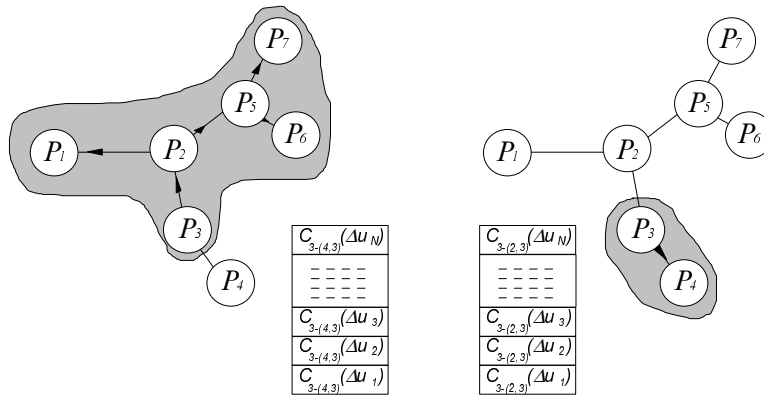 P7
P5
P6
P1
P2
P3
P4
C3-(4,3)(Δu N)
C3-(4,3)(Δu 3)
C3-(4,3)(Δu 2)
C3-(4,3)(Δu 1)
P7
P5
P6
P1
P2
P3
P4
C3-(2,3)(Δu N)
C3-(2,3)(Δu 3)
C3-(2,3)(Δu 2)
C3-(2,3)(Δu 1)